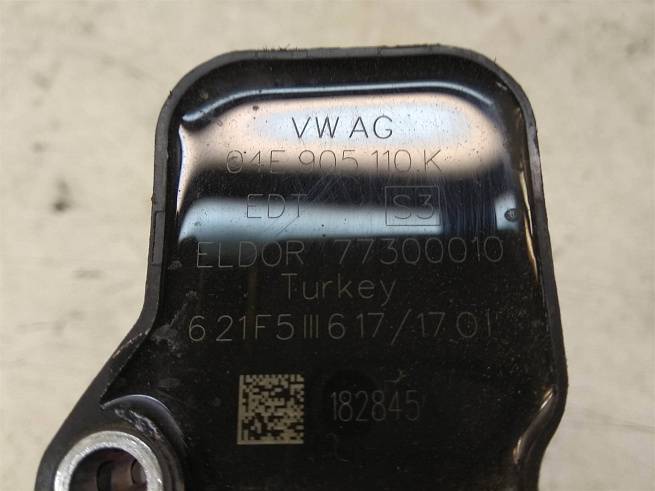 VW AG
04E 905 110 K
EDT S3
ELDOR 77300010
Turkey
6 21F5 III 6 17/17 01
182845